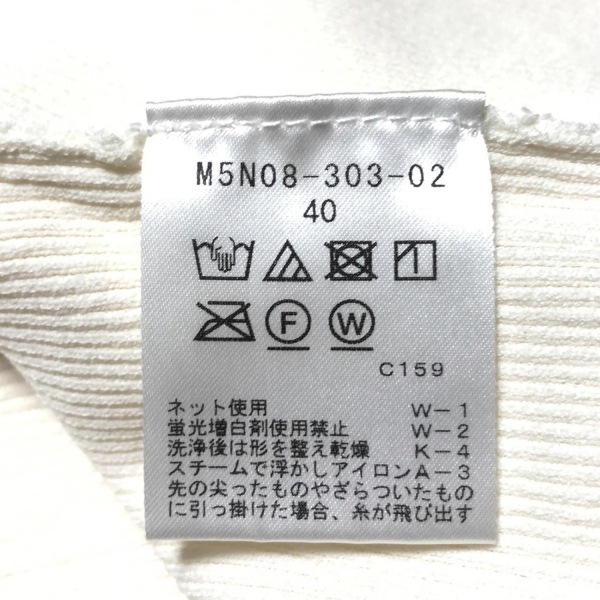 M5N08-303-02
40
F W
C159
ネット使用 W-1
蛍光増白剤使用禁止 W-2
洗浄後は形を整え乾燥 K-4
スチームで浮かしアイロン A-3
先の尖ったものやざらついたもの
に引っ掛けた場合、糸が飛び出す